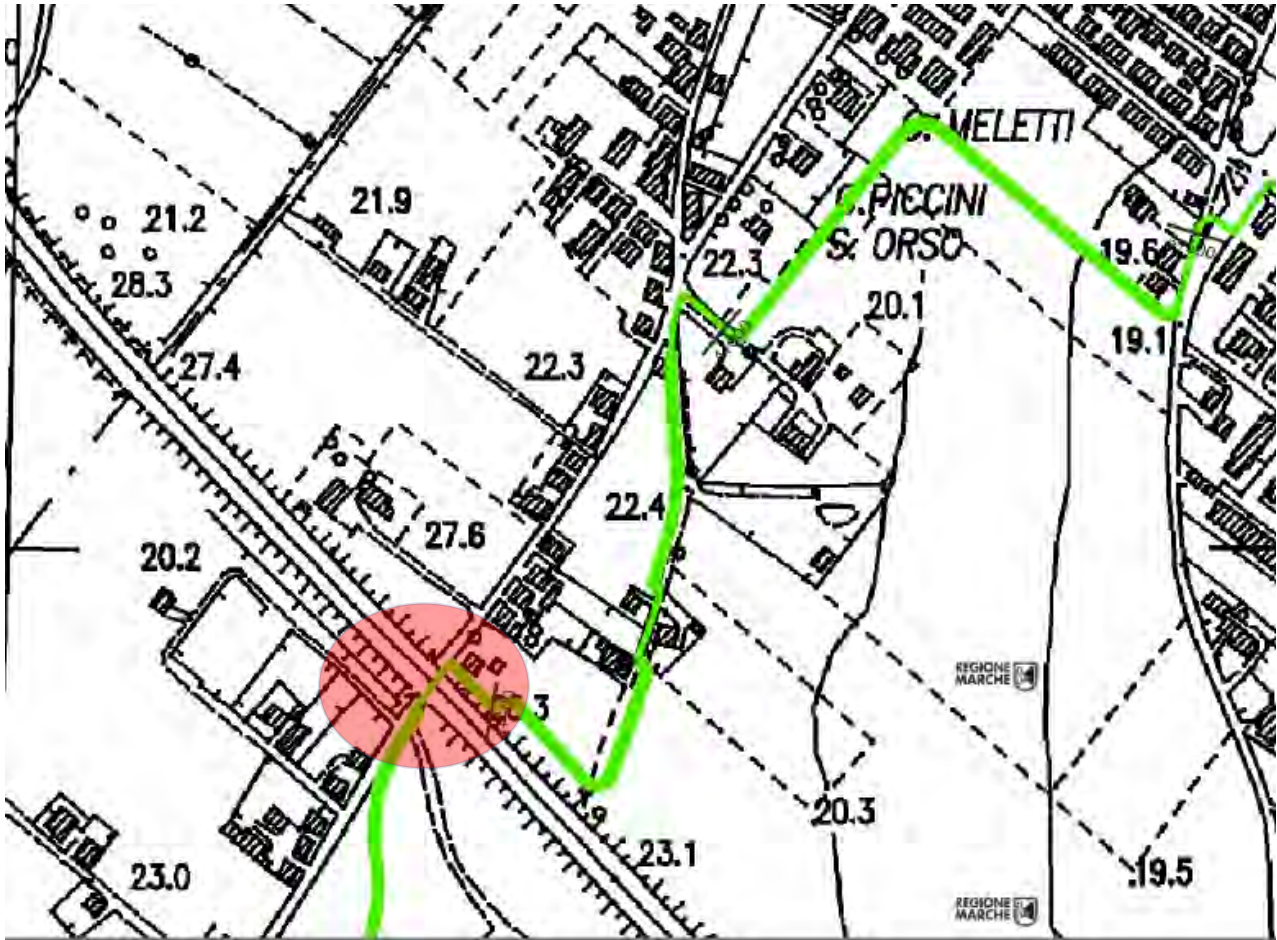 C. MELETTI
21.2
21.9
C. PICCINI
S. ORSO
22.3
19.6
28.3
20.1
19.1
27.4
22.3
22.4
27.6
20.2
REGIONE
MARCHE
20.3
23.1
19.5
23.0
REGIONE
MARCHE